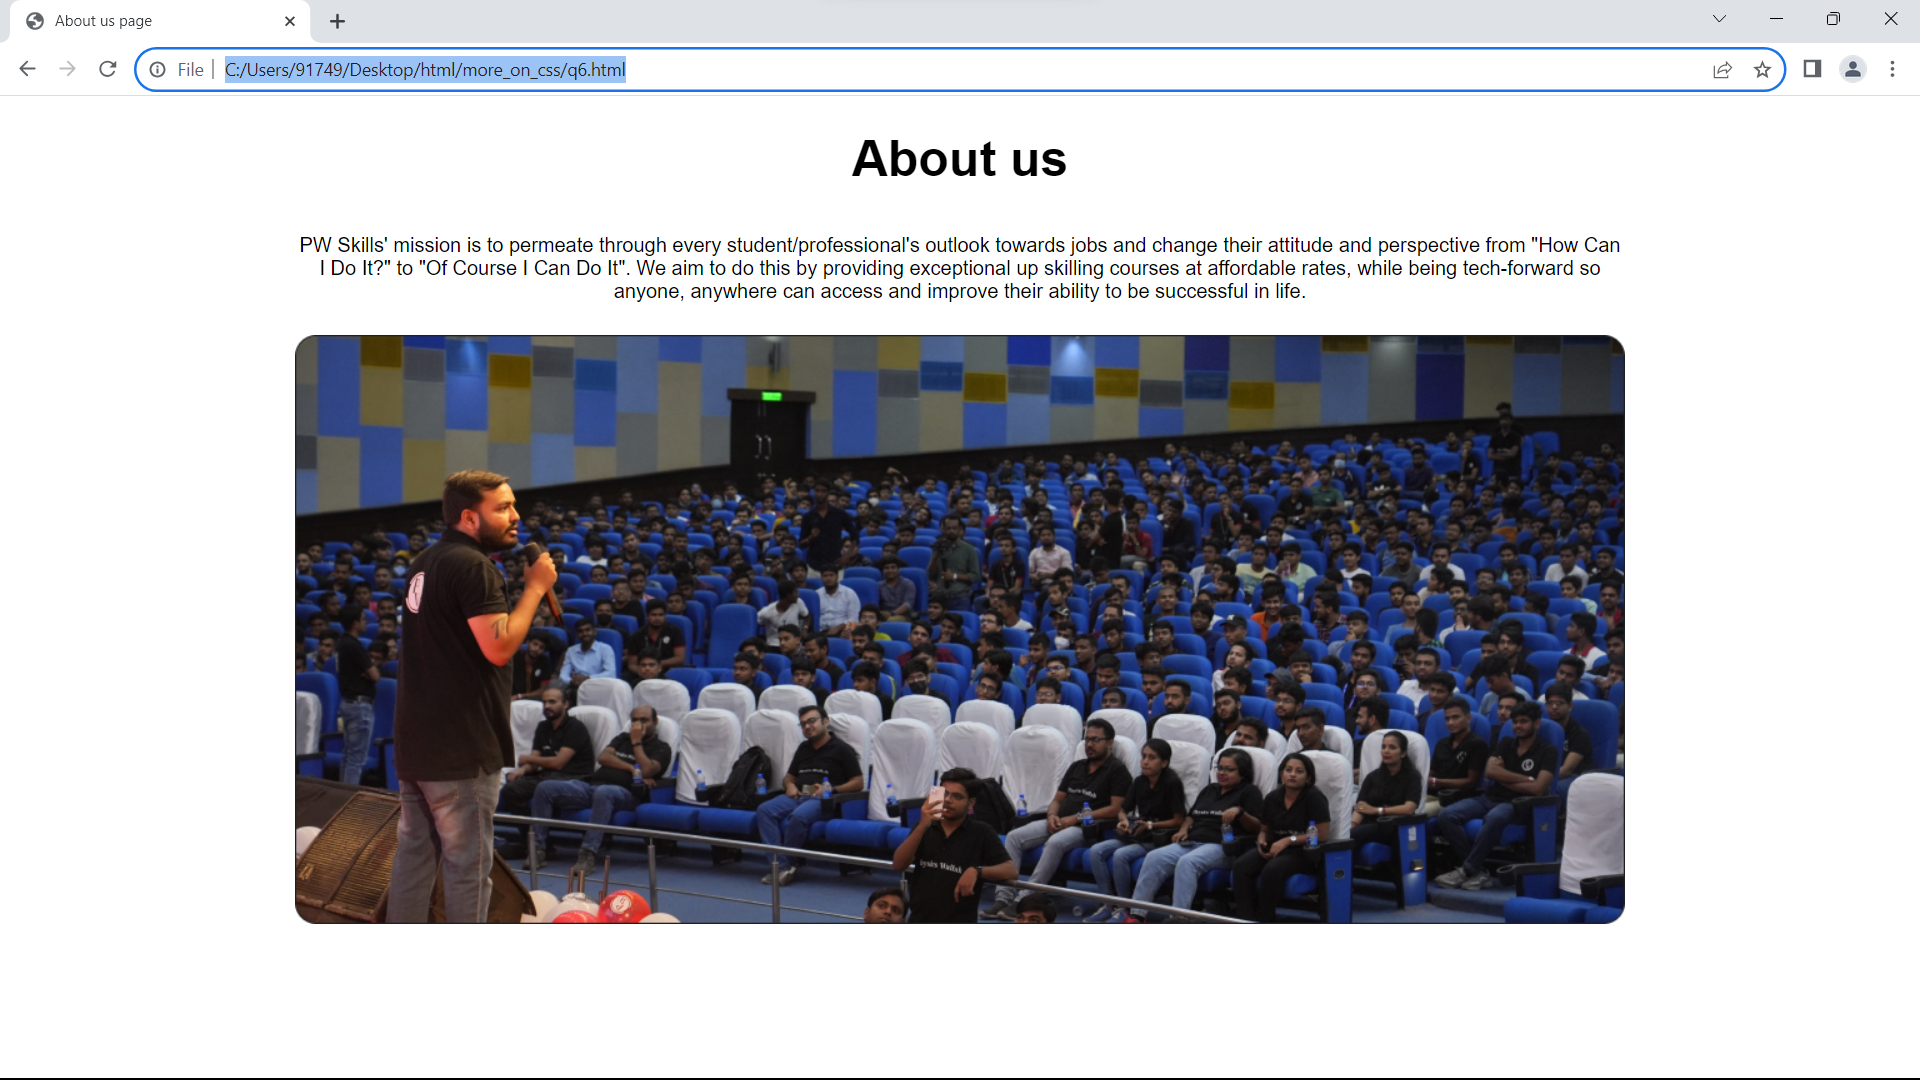 About us page
File
C:/Users/91749/Desktop/html/more_on_css/q6.html
About us
PW Skills' mission is to permeate through every student/professional's outlook towards jobs and change their attitude and perspective from "How Can
I Do It?" to "Of Course I Can Do It". We aim to do this by providing exceptional up skilling courses at affordable rates, while being tech-forward so
anyone, anywhere can access and improve their ability to be successful in life.